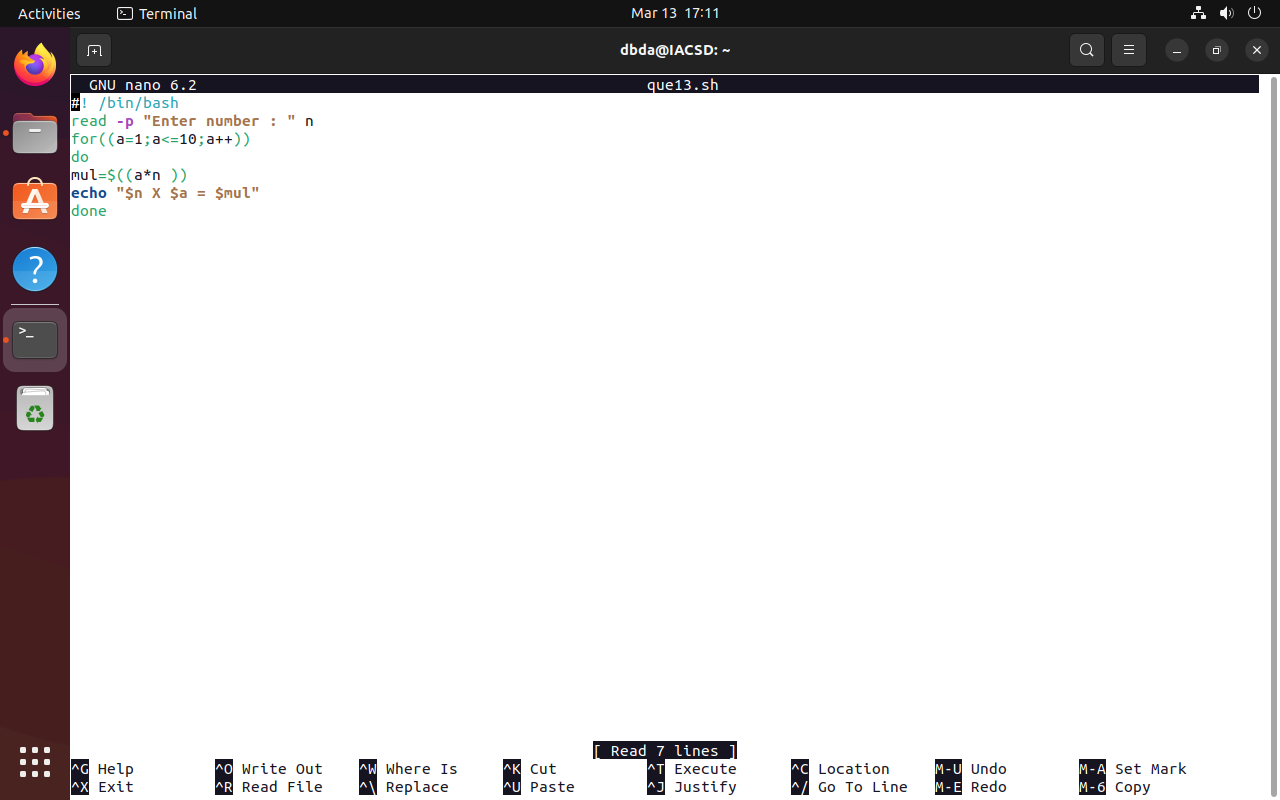 Activities Terminal Mar 13 17:11
dbda@IACSD: ~
GNU nano 6.2 que13.sh
#! /bin/bash
read -p "Enter number : " n
for((a=1;a<=10;a++))
do
mul=$((a*n ))
echo "$n X $a = $mul"
done
[ Read 7 lines ]
^G Help ^O Write Out ^W Where Is ^K Cut ^T Execute ^C Location M-U Undo M-A Set Mark
^X Exit ^R Read File ^\ Replace ^U Paste ^J Justify ^/ Go To Line M-E Redo M-6 Copy